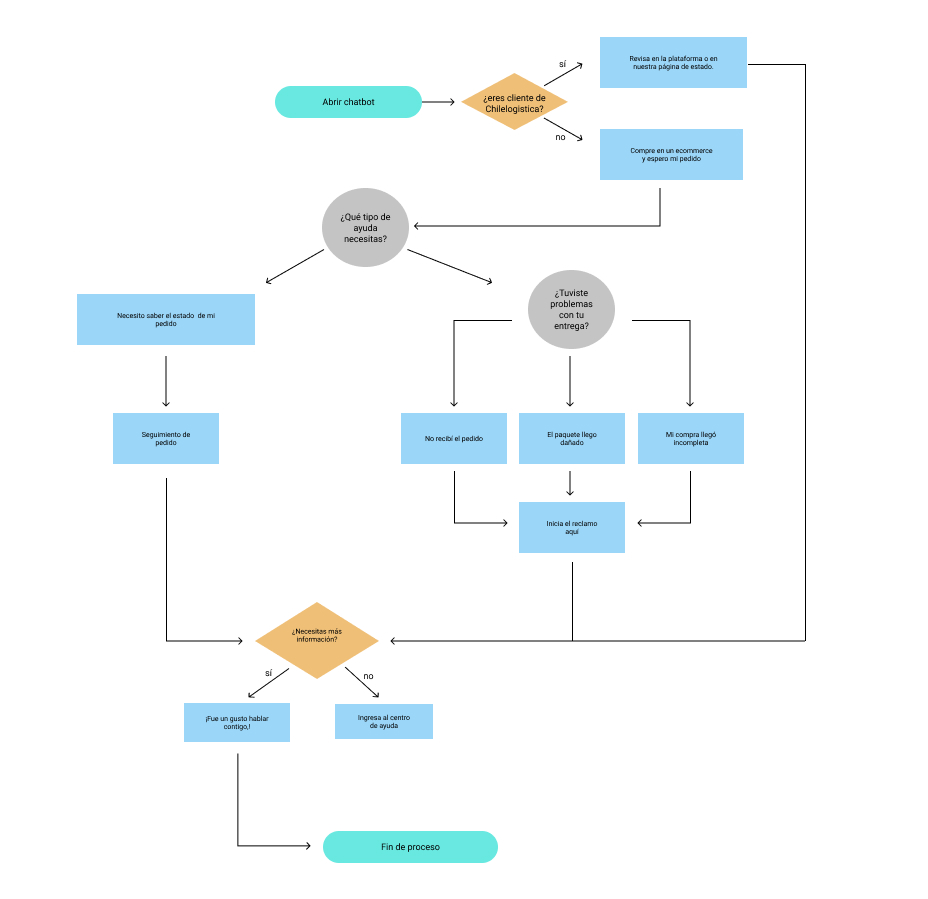 sí
Revisa en la plataforma o en
nuestra página de estado.
Abrir chatbot
¿eres cliente de
Chilelogistica?
no
Compre en un ecommerce
y espero mi pedido
¿Qué tipo de
ayuda
necesitas?
¿Tuviste
problemas
con tu
entrega?
Necesito saber el estado de mi
pedido
Seguimiento de
pedido
No recibí el pedido
El paquete llego
dañado
Mi compra llegó
incompleta
Inicia el reclamo
aquí
¿Necesitas más
información?
sí
no
¡Fue un gusto hablar
contigo,!
Ingresa al centro
de ayuda
Fin de proceso